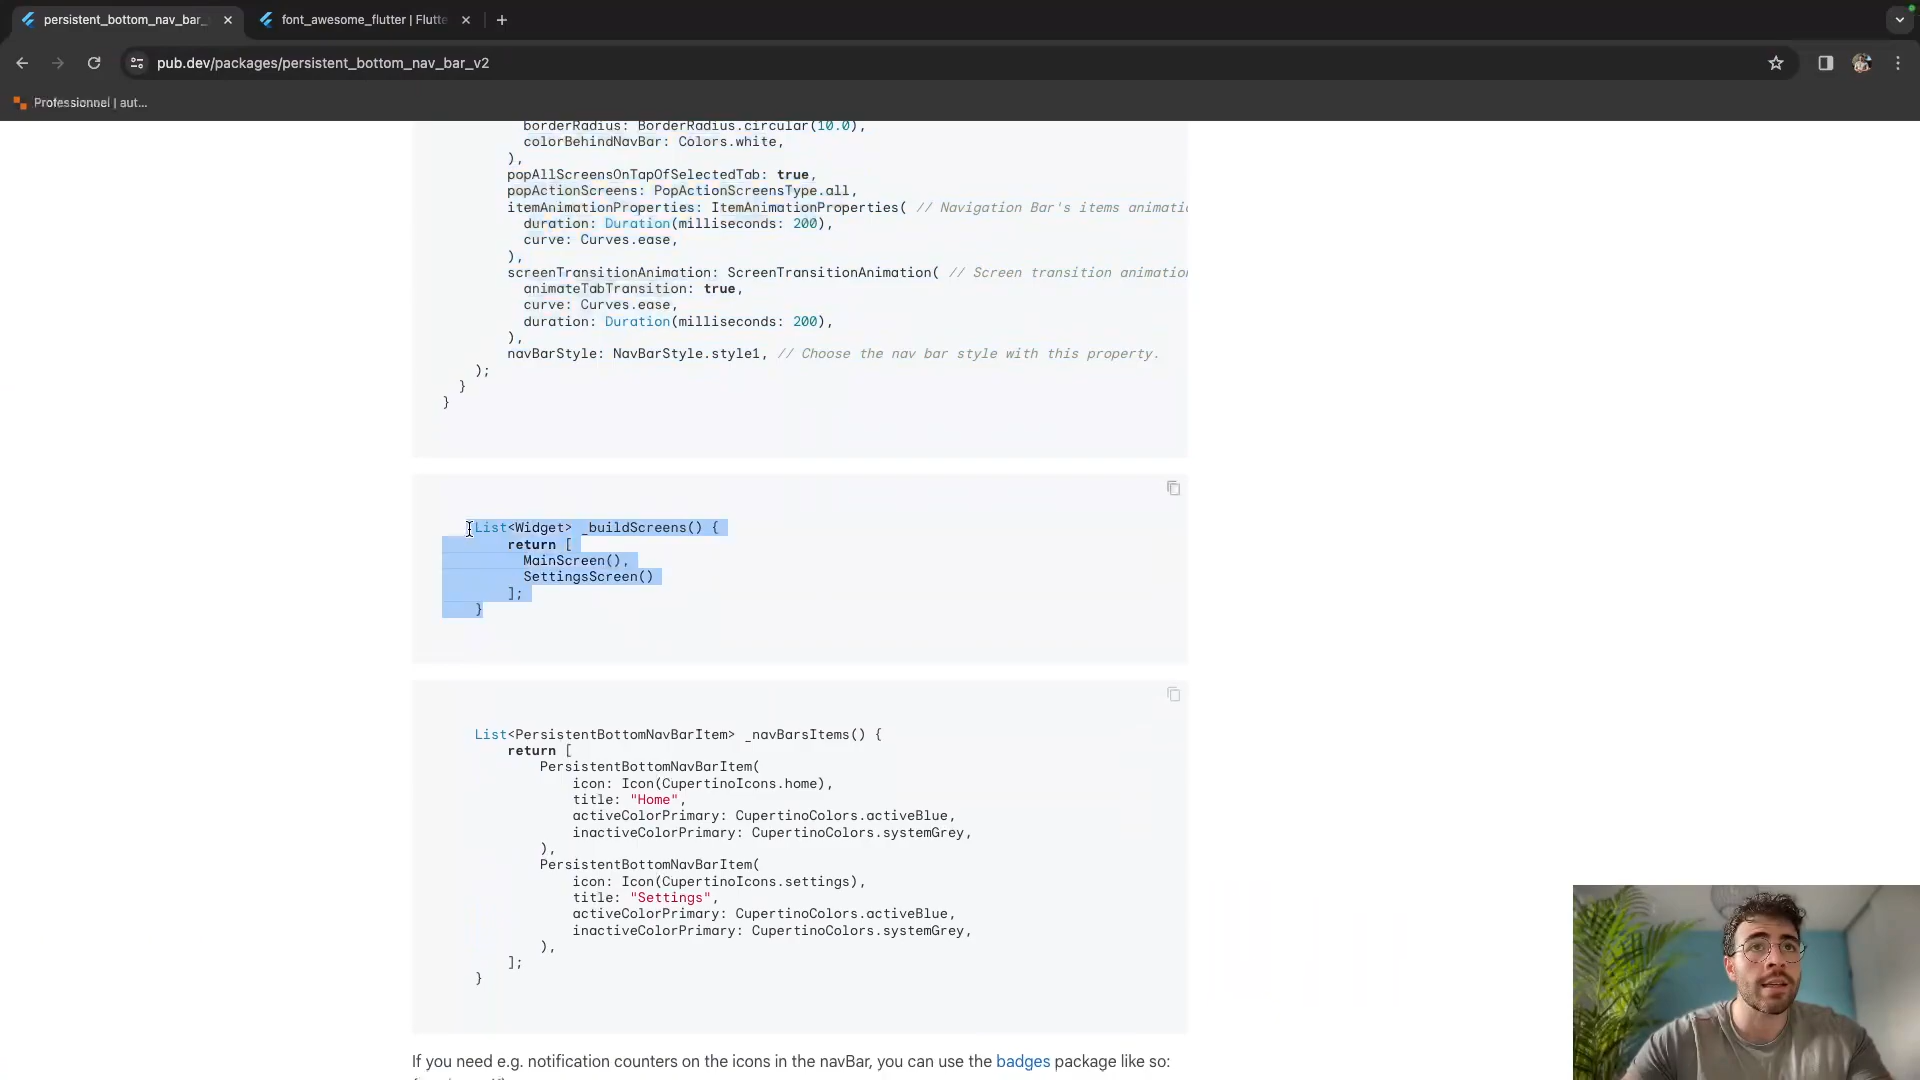 persistent_bottom_nav_bar_
font_awesome_flutter | Flutte
pub.dev/packages/persistent_bottom_nav_bar_v2
Professionnel | aut...
borderRadius: BorderRadius.circular(10.0),
colorBehindNavBar: Colors.white,
),
popAllScreensOnTapOfSelectedTab: true,
popActionScreens: PopActionScreensType.all,
itemAnimationProperties: ItemAnimationProperties( // Navigation Bar's items animatio
duration: Duration(milliseconds: 200),
curve: Curves.ease,
),
screenTransitionAnimation: ScreenTransitionAnimation( // Screen transition animation
animateTabTransition: true,
curve: Curves.ease,
duration: Duration(milliseconds: 200),
),
navBarStyle: NavBarStyle.style1, // Choose the nav bar style with this property.
);
}
}
List<Widget> _buildScreens() {
return [
MainScreen(),
SettingsScreen()
];
}
List<PersistentBottomNavBarItem> _navBarsItems() {
return [
PersistentBottomNavBarItem(
icon: Icon(CupertinoIcons.home),
title: "Home",
activeColorPrimary: CupertinoColors.activeBlue,
inactiveColorPrimary: CupertinoColors.systemGrey,
),
PersistentBottomNavBarItem(
icon: Icon(CupertinoIcons.settings),
title: "Settings",
activeColorPrimary: CupertinoColors.activeBlue,
inactiveColorPrimary: CupertinoColors.systemGrey,
),
];
}
If you need e.g. notification counters on the icons in the navBar, you can use the badges package like so: